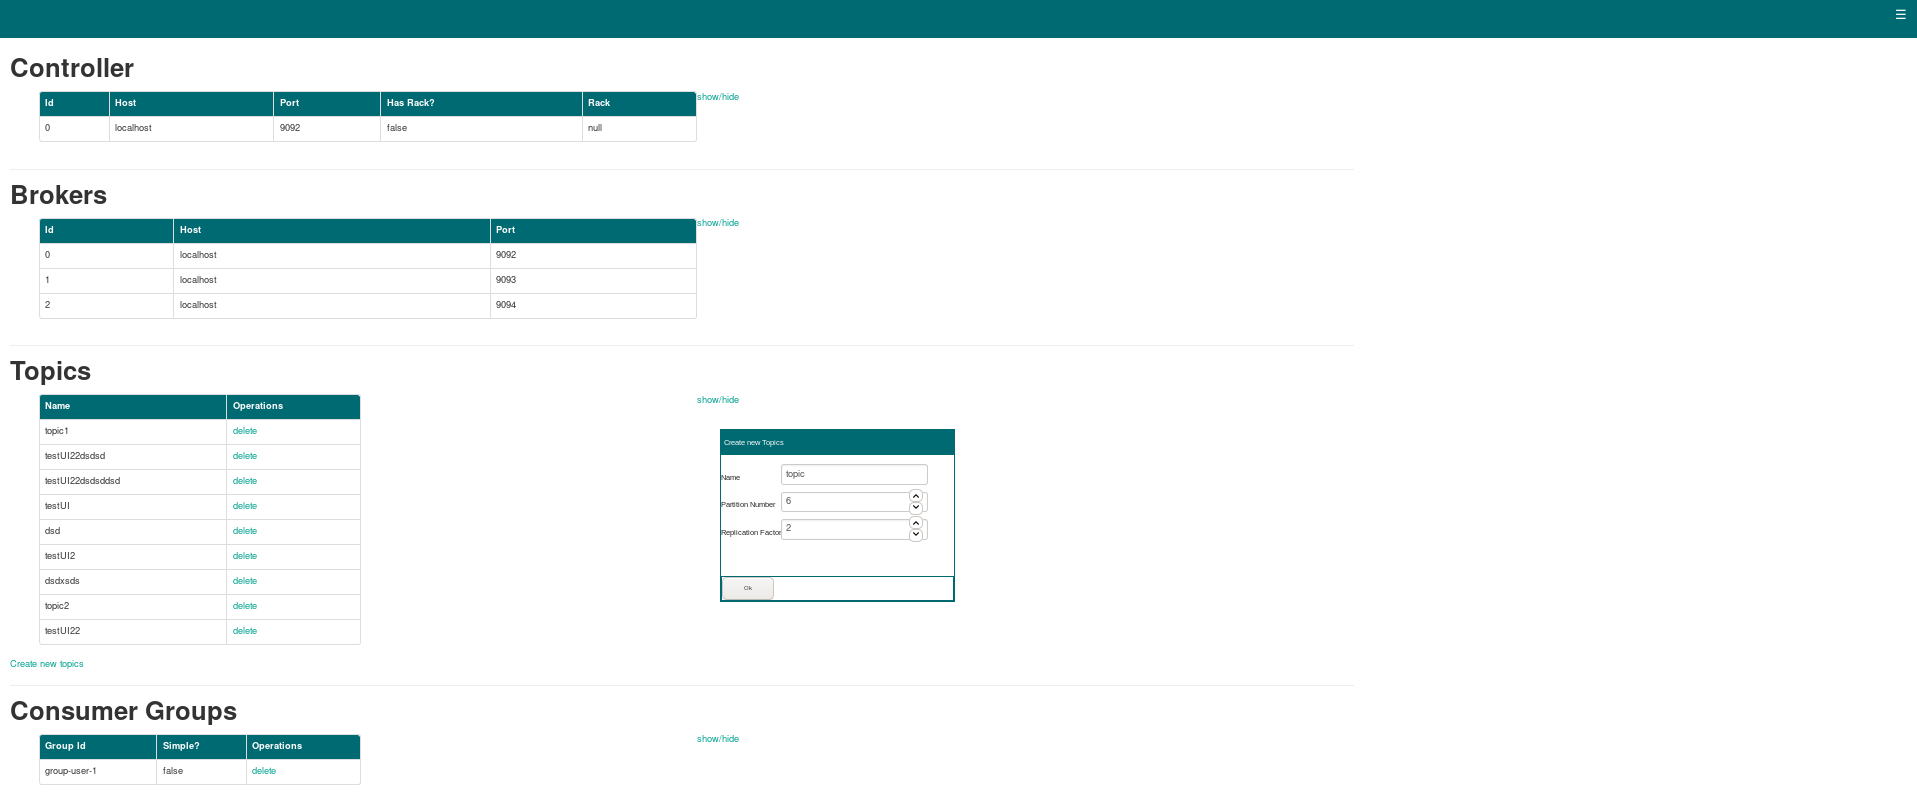 ☰
Controller
Id Host Port Has Rack? Rack
0 localhost 9092 false null
show/hide
Brokers
Id Host Port
0 localhost 9092
1 localhost 9093
2 localhost 9094
show/hide
Topics
Name Operations
topic1 delete
testUI22dsdsd delete
testUI22dsdsddsd delete
testUI delete
dsd delete
testUI2 delete
dsdxsds delete
topic2 delete
testUI22 delete
show/hide
Create new Topics
Name topic
Partition Number 6
Replication Factor 2
Ok
Create new topics
Consumer Groups
Group Id Simple? Operations
group-user-1 false delete
show/hide